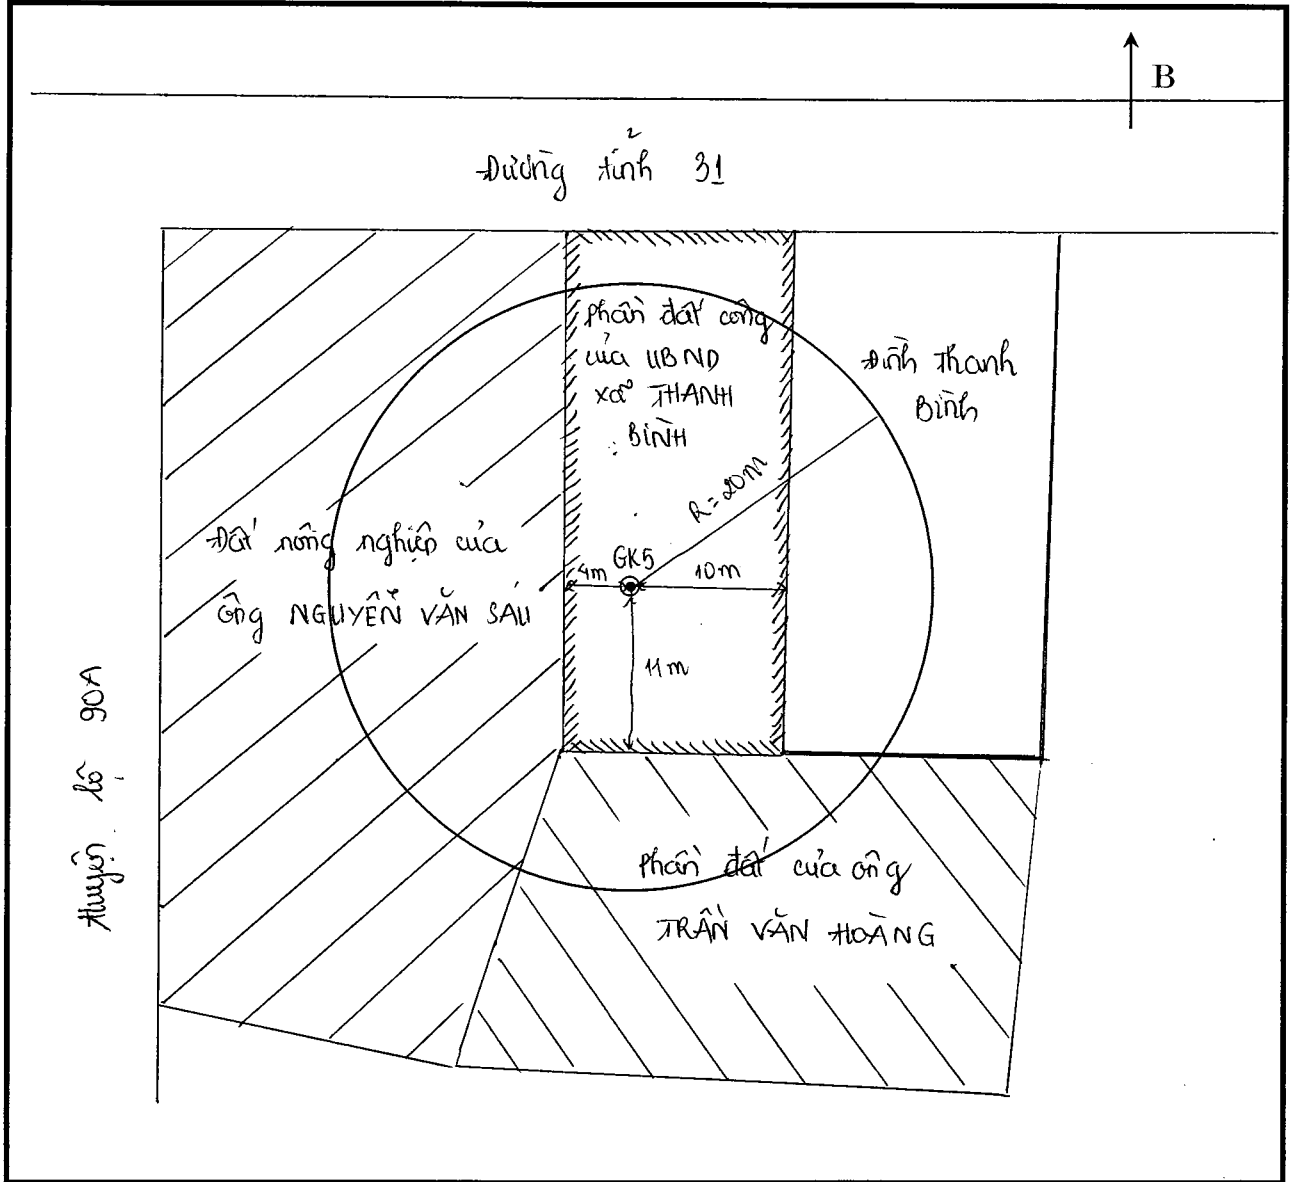 B
Đường tỉnh 31
Phần đất công
của UBND
xã THANH
BÌNH
Đình Thanh
Bình
R=20m
Đất nông nghiệp của
ông NGUYỄN VĂN SÁU
GK5
4m
10m
11m
Huyện lộ 90A
Phần đất của ông
TRẦN VĂN HOÀNG